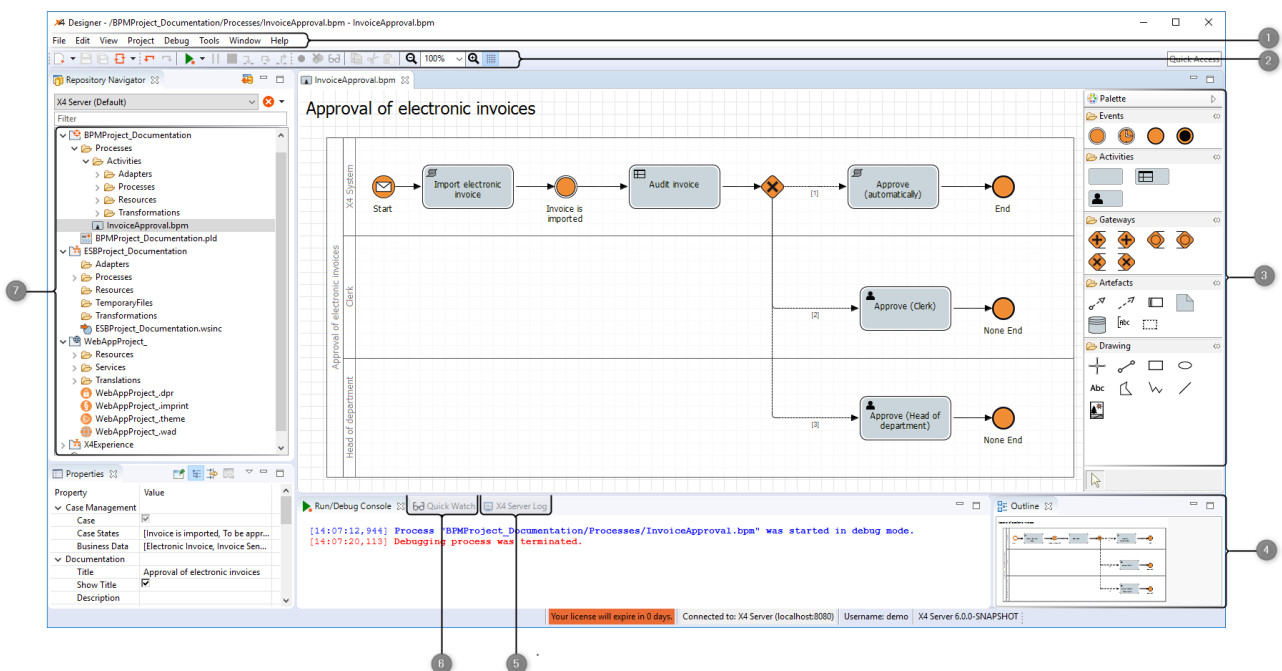 X4 Designer - /BPMProject_Documentation/Processes/InvoiceApproval.bpm - InvoiceApproval.bpm
File Edit View Project Debug Tools Window Help
1
100%
Quick Access
2
Repository Navigator
InvoiceApproval.bpm
X4 Server (Default)
Filter
BPMProject_Documentation
Processes
Activities
Adapters
Processes
Resources
Transformations
InvoiceApproval.bpm
BPMProject_Documentation.pld
ESBProject_Documentation
Adapters
Processes
Resources
TemporaryFiles
Transformations
ESBProject_Documentation.wsinc
WebAppProject_
Resources
Services
Translations
WebAppProject_.dpr
WebAppProject_.imprint
WebAppProject_.theme
WebAppProject_.wad
X4Experience
7
Approval of electronic invoices
Approval of electronic invoices
X4 System
Start
Import electronic
invoice
Invoice is
imported
Audit invoice
[1]
Approve
(automatically)
End
Clerk
[2]
Approve (Clerk)
None End
Head of department
[3]
Approve (Head of
department)
None End
Palette
Events
Activities
Gateways
Artefacts
Abc
Drawing
Abc
3
Properties
Property Value
Case Management
Case
Case States [Invoice is imported, To be appr...
Business Data [Electronic Invoice, Invoice Sen...
Documentation
Title Approval of electronic invoices
Show Title
Description
Run/Debug Console Quick Watch X4 Server Log
[14:07:12,944] Process "BPMProject_Documentation/Processes/InvoiceApproval.bpm" was started in debug mode.
[14:07:20,113] Debugging process was terminated.
Outline
4
Your license will expire in 0 days. Connected to: X4 Server (localhost:8080) Username: demo X4 Server 6.0.0-SNAPSHOT
6
5